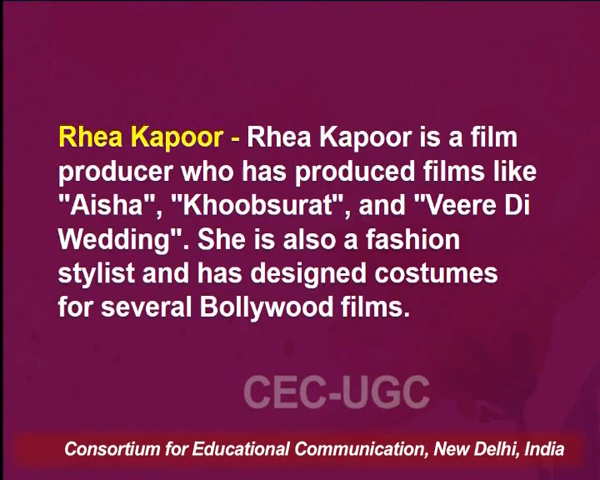 Rhea Kapoor - Rhea Kapoor is a film
producer who has produced films like
"Aisha", "Khoobsurat", and "Veere Di
Wedding". She is also a fashion
stylist and has designed costumes
for several Bollywood films.
CEC-UGC
Consortium for Educational Communication, New Delhi, India